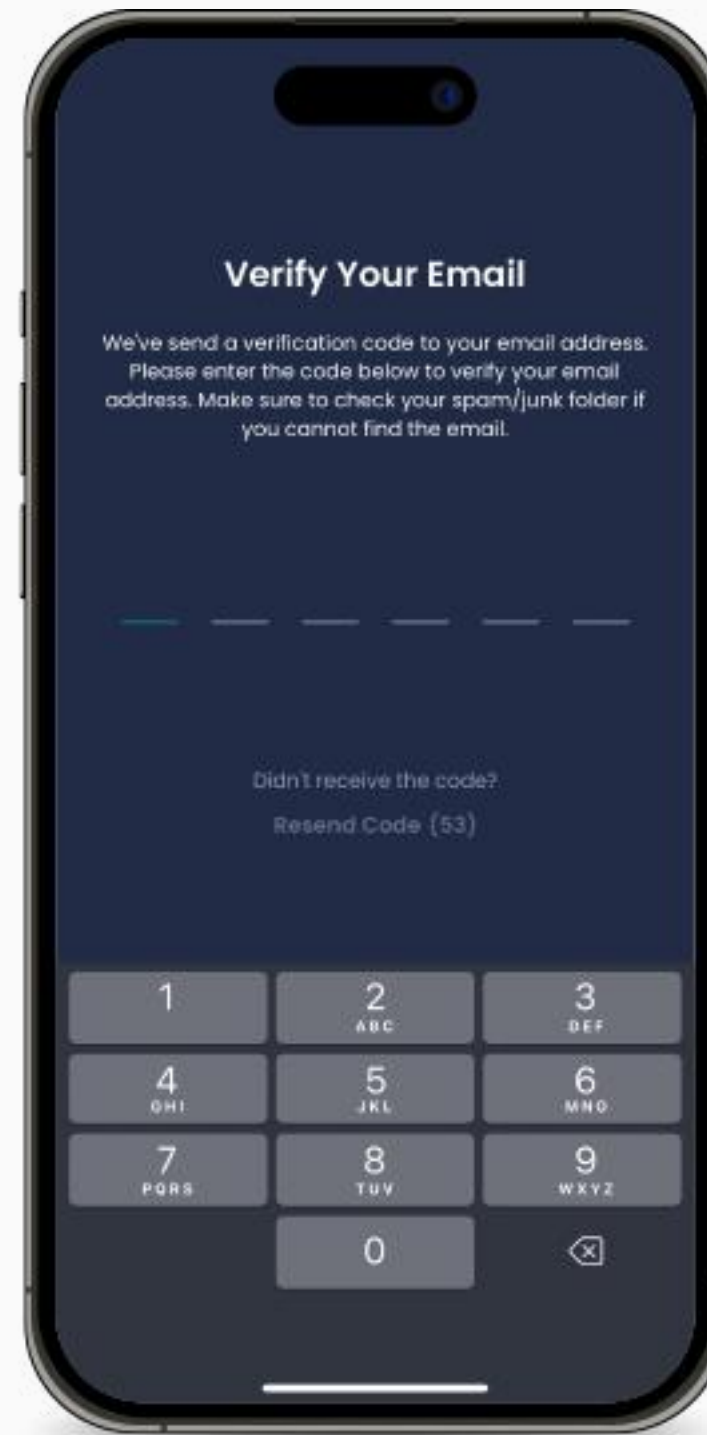 Verify Your Email
We've send a verification code to your email address.
Please enter the code below to verify your email
address. Make sure to check your spam/junk folder if
you cannot find the email.
Didn't receive the code?
Resend Code (53)
1 2 3
ABC DEF
4 5 6
GHI JKL MNO
7 8 9
PQRS TUV WXYZ
0